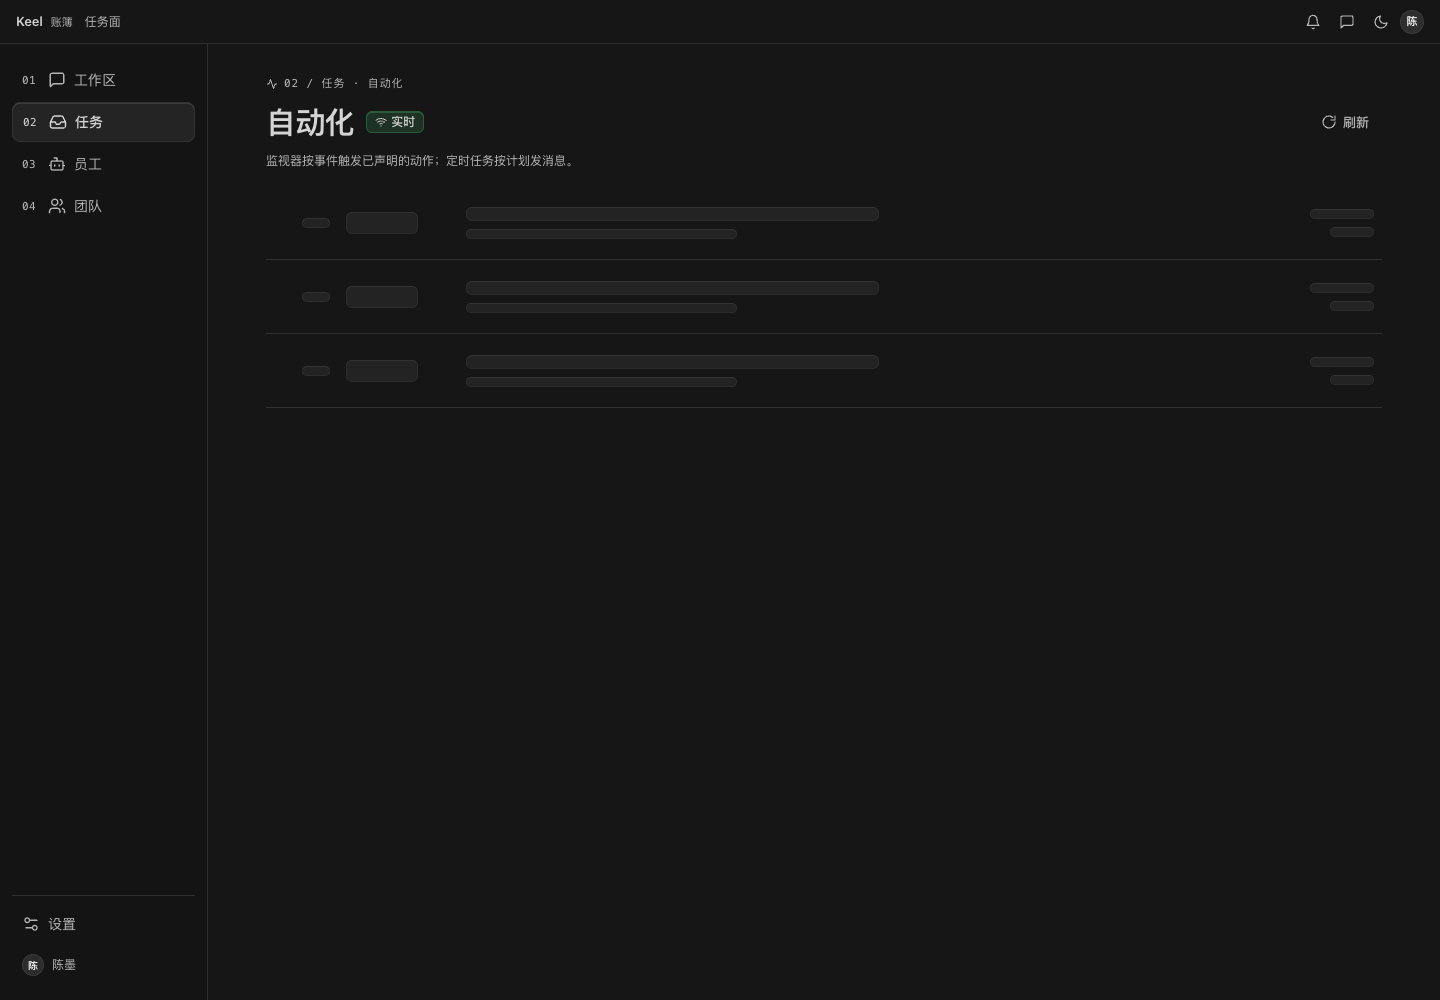 Keel 账簿 任务面
陈
01 工作区
02 任务
03 员工
04 团队
02 / 任务 · 自动化
自动化 实时
刷新
监视器按事件触发已声明的动作；定时任务按计划发消息。
设置
陈 陈墨